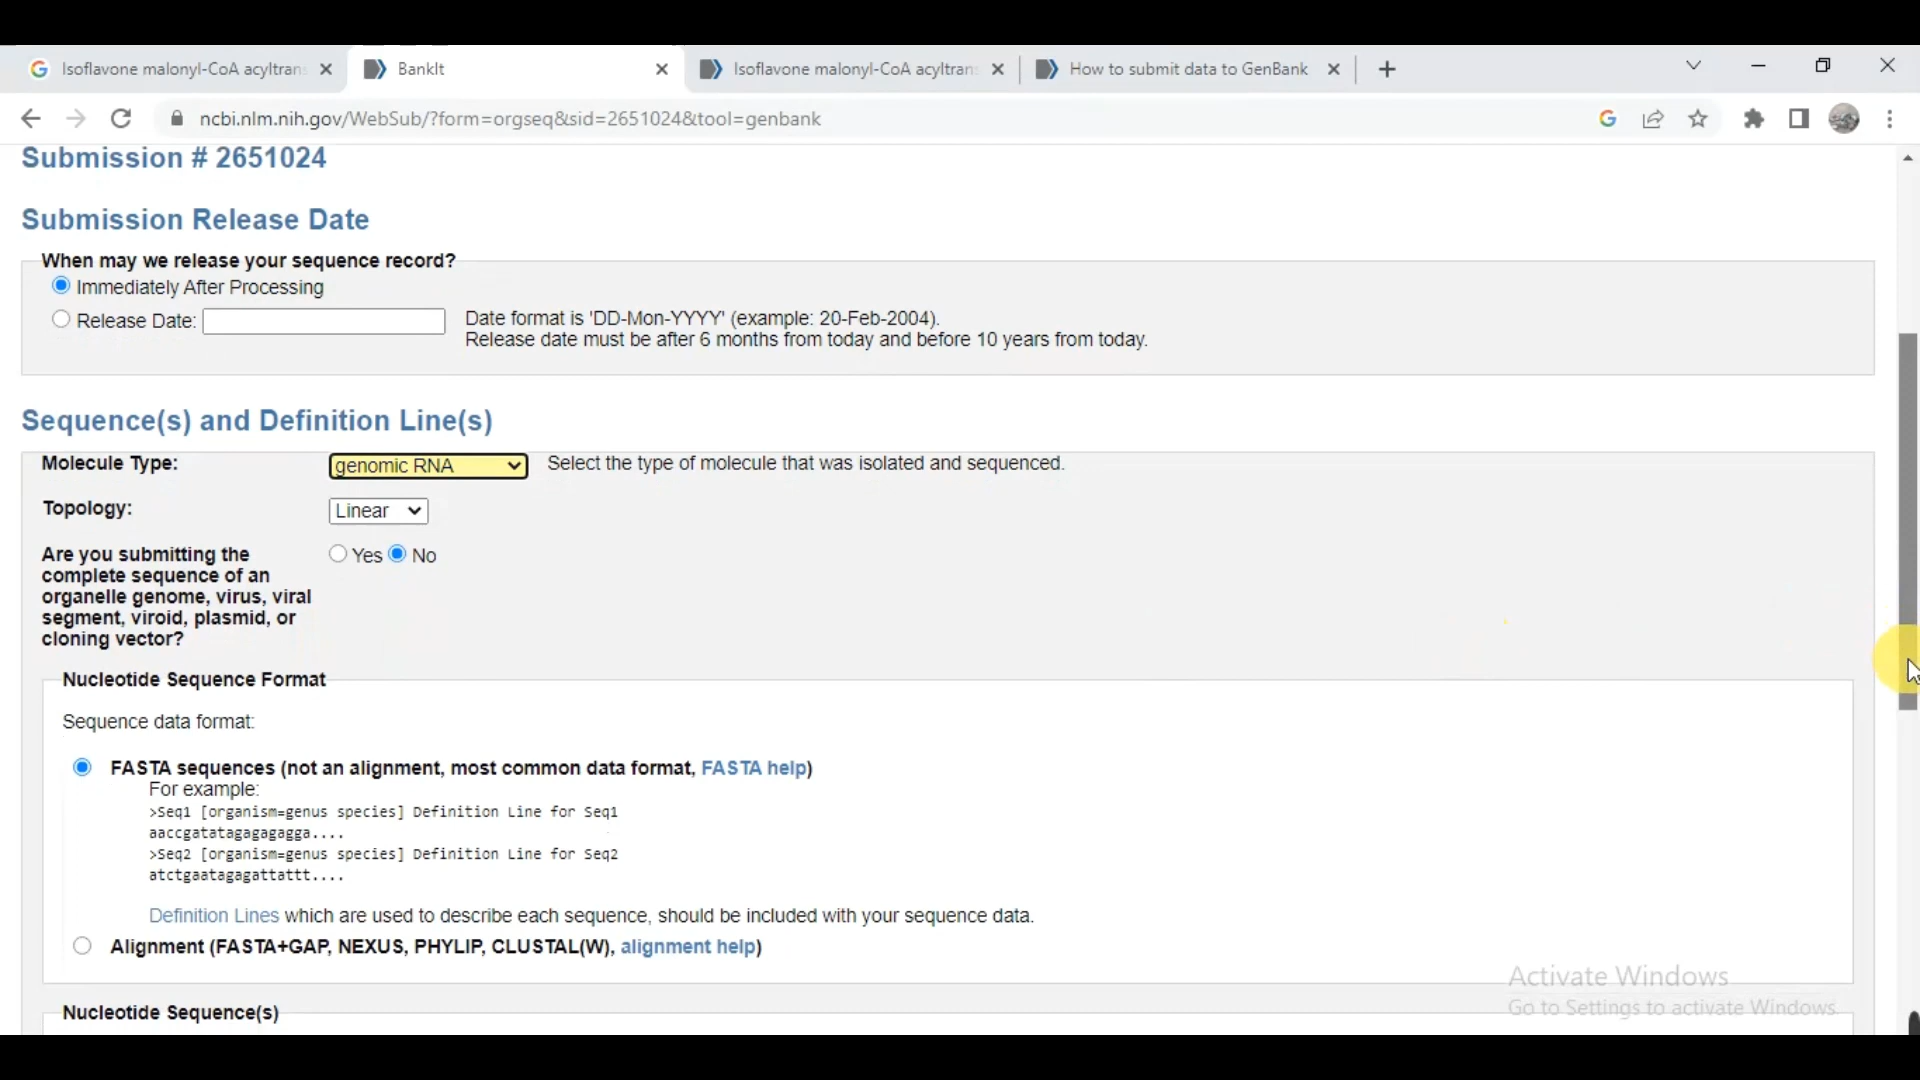 Isoflavone malonyl-CoA acyltrans
BankIt
Isoflavone malonyl-CoA acyltran
How to submit data to GenBank
ncbi.nlm.nih.gov/WebSub/?form=orgseq&sid=2651024&tool=genbank
Submission # 2651024
Submission Release Date
When may we release your sequence record?
Immediately After Processing
Release Date:
Date format is 'DD-Mon-YYYY' (example: 20-Feb-2004).
Release date must be after 6 months from today and before 10 years from today.
Sequence(s) and Definition Line(s)
Molecule Type:
genomic RNA
Select the type of molecule that was isolated and sequenced.
Topology:
Linear
Are you submitting the
complete sequence of an
organelle genome, virus, viral
segment, viroid, plasmid, or
cloning vector?
Yes No
Nucleotide Sequence Format
Sequence data format:
FASTA sequences (not an alignment, most common data format, FASTA help)
For example:
>Seq1 [organism=genus species] Definition Line for Seq1
aaccgatatagagagagga....
>Seq2 [organism=genus species] Definition Line for Seq2
atctgaatagagattattt....
Definition Lines which are used to describe each sequence, should be included with your sequence data.
Alignment (FASTA+GAP, NEXUS, PHYLIP, CLUSTAL(W), alignment help)
Nucleotide Sequence(s)
Activate Windows
Go to Settings to activate Windows.